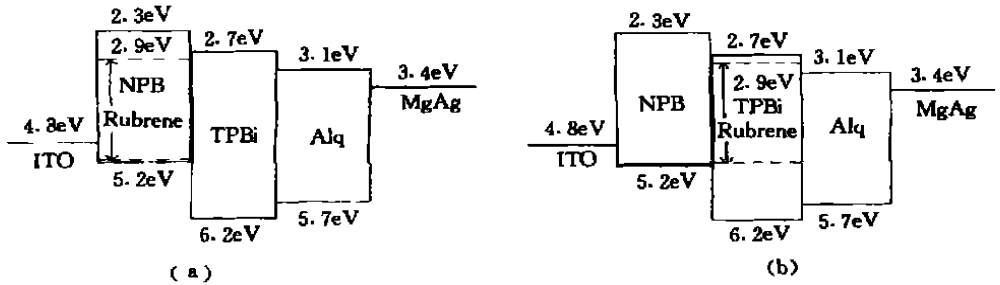 2. 3eV
2. 9eV
NPB
Rubrene
4. 8eV
ITO
5. 2eV
2. 7eV
TPBi
6. 2eV
3. 1eV
Alq
5. 7eV
3. 4eV
MgAg
( a )
2. 3eV
NPB
4. 8eV
ITO
5. 2eV
2. 7eV
2. 9eV
TPBi
Rubrene
6. 2eV
3. 1eV
Alq
5. 7eV
3. 4eV
MgAg
(b)